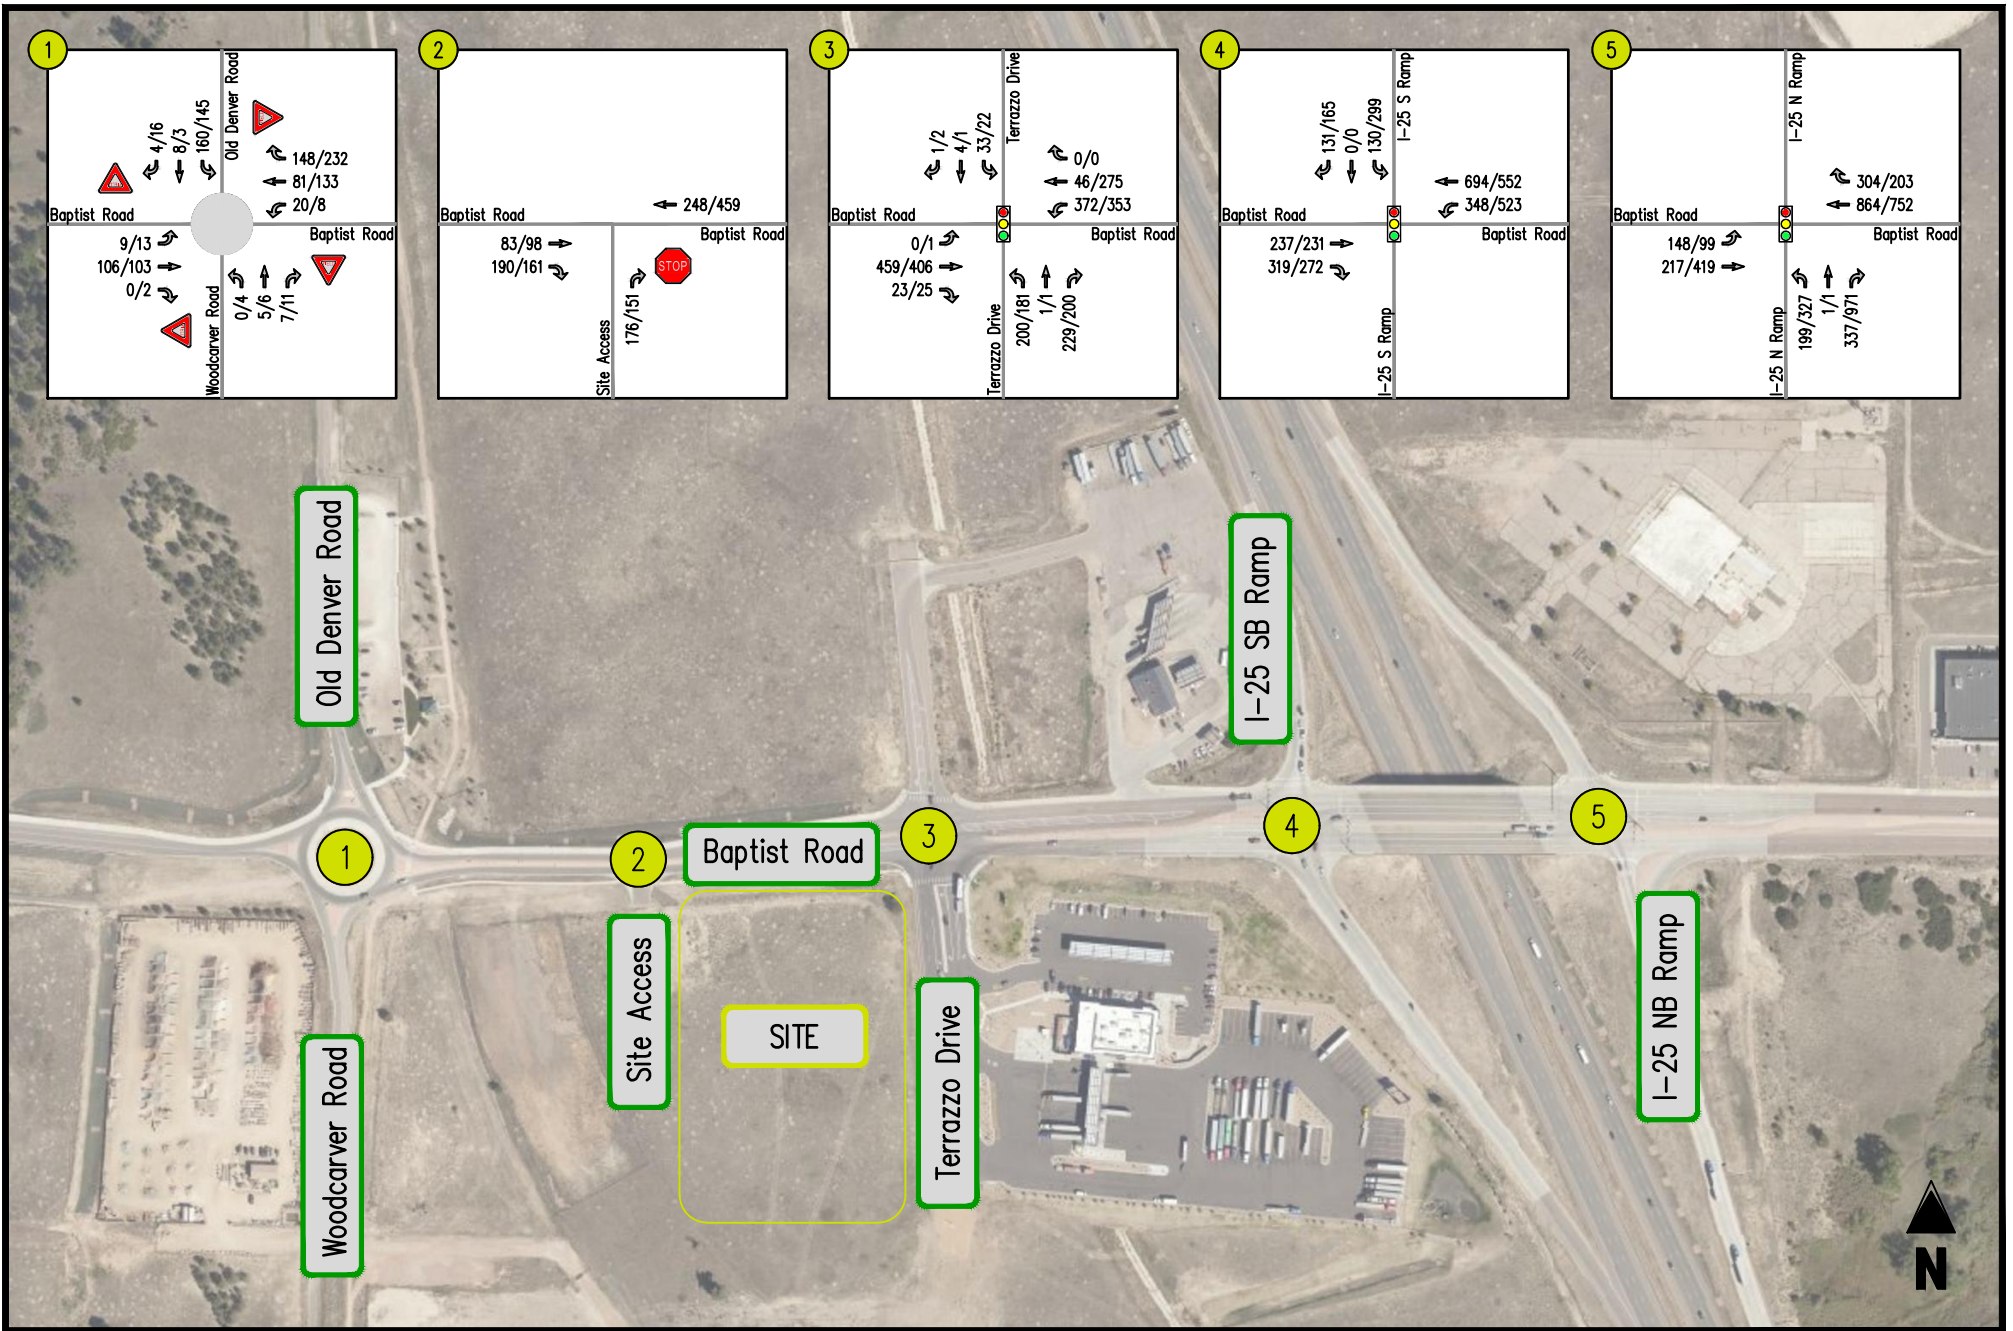 1
Old Denver Road
4/16
8/3
160/145
148/232
81/133
20/8
Baptist Road
Baptist Road
9/13
106/103
0/2
0/4
5/6
7/11
Woodcarver Road
2
248/459
Baptist Road
Baptist Road
83/98
190/161
176/151
STOP
Site Access
3
Terrazzo Drive
1/2
4/1
33/22
0/0
46/275
372/353
Baptist Road
Baptist Road
0/1
459/406
23/25
200/181
1/1
229/200
Terrazzo Drive
4
I-25 S Ramp
131/165
0/0
130/299
694/552
348/523
Baptist Road
Baptist Road
237/231
319/272
I-25 S Ramp
5
I-25 N Ramp
304/203
864/752
Baptist Road
Baptist Road
148/99
217/419
199/327
1/1
337/971
I-25 N Ramp
Old Denver Road
I-25 SB Ramp
1
2
Baptist Road
3
4
5
Site Access
SITE
Terrazzo Drive
I-25 NB Ramp
Woodcarver Road
N